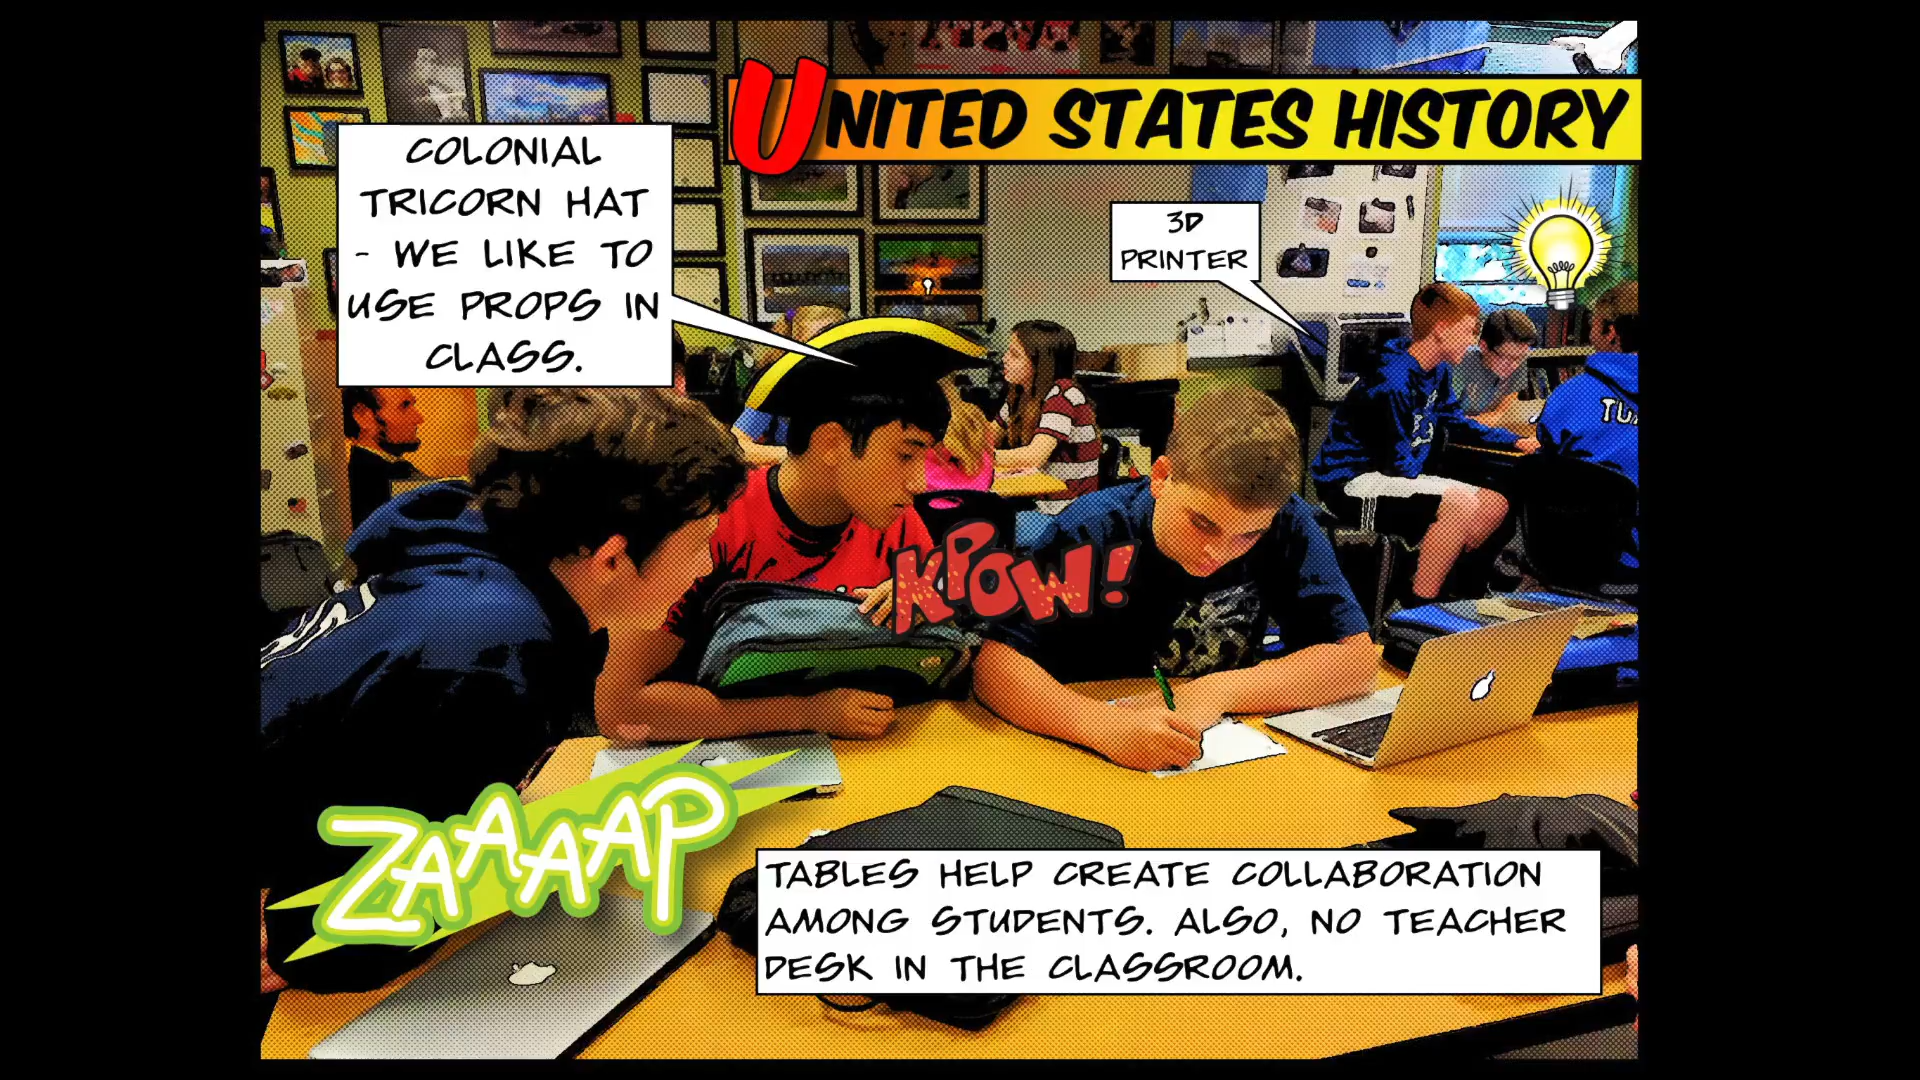 UNITED STATES HISTORY
COLONIAL
TRICORN HAT
- WE LIKE TO
USE PROPS IN
CLASS.
3D
PRINTER
KPOW!
ZAAAAP
TABLES HELP CREATE COLLABORATION
AMONG STUDENTS. ALSO, NO TEACHER
DESK IN THE CLASSROOM.